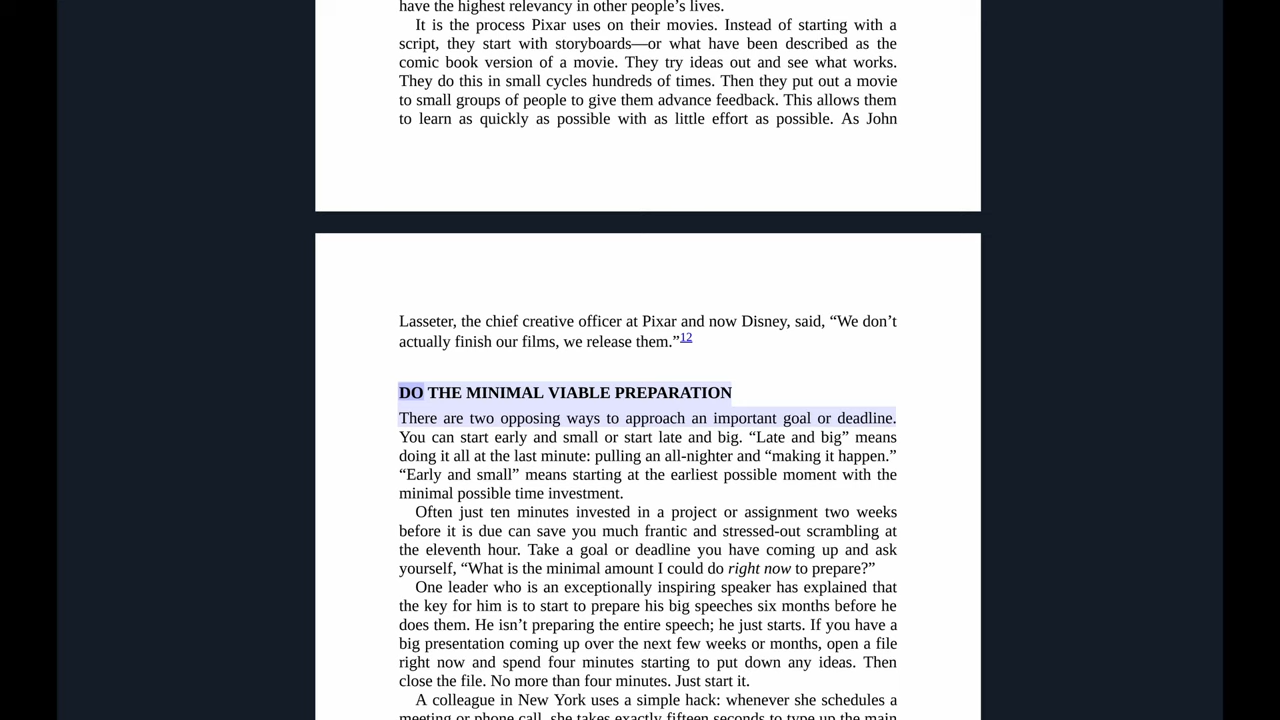 have the highest relevancy in other people’s lives.
It is the process Pixar uses on their movies. Instead of starting with a
script, they start with storyboards—or what have been described as the
comic book version of a movie. They try ideas out and see what works.
They do this in small cycles hundreds of times. Then they put out a movie
to small groups of people to give them advance feedback. This allows them
to learn as quickly as possible with as little effort as possible. As John
Lasseter, the chief creative officer at Pixar and now Disney, said, “We don’t
actually finish our films, we release them.”12
DO THE MINIMAL VIABLE PREPARATION
There are two opposing ways to approach an important goal or deadline.
You can start early and small or start late and big. “Late and big” means
doing it all at the last minute: pulling an all-nighter and “making it happen.”
“Early and small” means starting at the earliest possible moment with the
minimal possible time investment.
Often just ten minutes invested in a project or assignment two weeks
before it is due can save you much frantic and stressed-out scrambling at
the eleventh hour. Take a goal or deadline you have coming up and ask
yourself, “What is the minimal amount I could do right now to prepare?”
One leader who is an exceptionally inspiring speaker has explained that
the key for him is to start to prepare his big speeches six months before he
does them. He isn’t preparing the entire speech; he just starts. If you have a
big presentation coming up over the next few weeks or months, open a file
right now and spend four minutes starting to put down any ideas. Then
close the file. No more than four minutes. Just start it.
A colleague in New York uses a simple hack: whenever she schedules a
meeting or phone call, she takes exactly fifteen seconds to type up the main